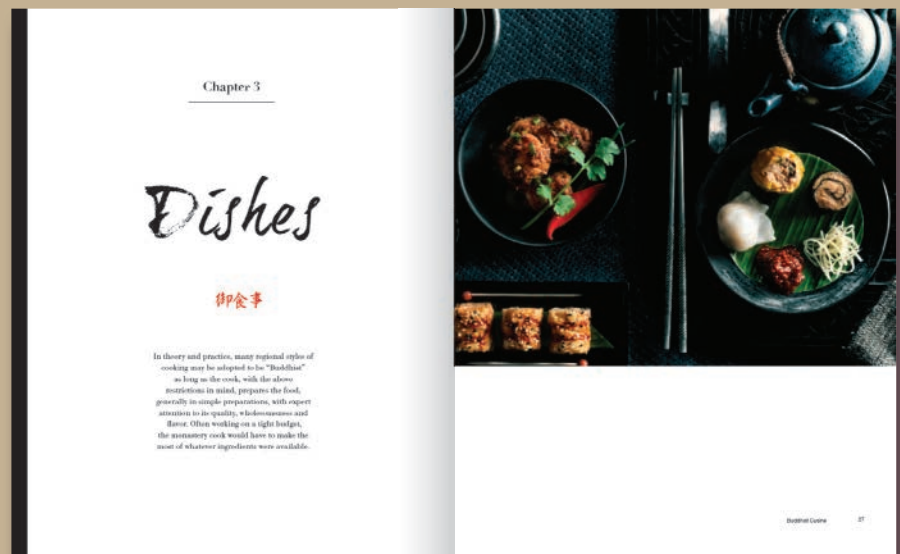 Chapter 3
Dishes
御食事
In theory and practice, many regional styles of
cooking may be adopted to be “Buddhist”
as long as the cook, with the above
restrictions in mind, prepares the food,
generally in simple preparations, with expert
attention to its quality, wholesomeness and
flavor. Often working on a tight budget,
the monastery cook would have to make the
most of whatever ingredients were available.
Buddhist Cuisine